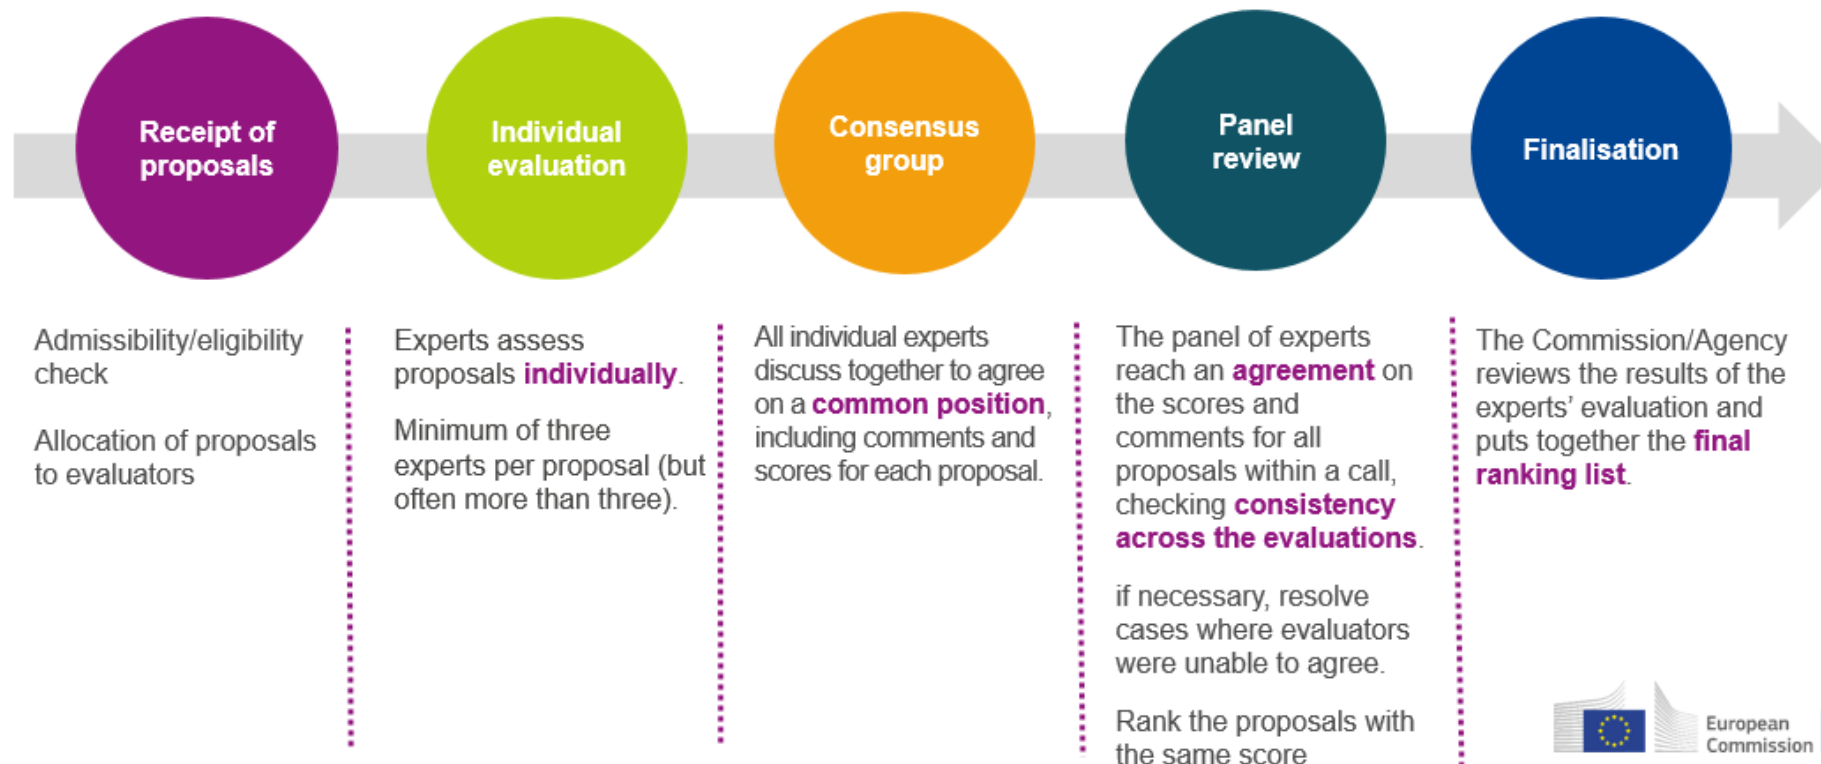 Receipt of
proposals
Individual
evaluation
Consensus
group
Panel
review
Finalisation
Admissibility/eligibility
check
Allocation of proposals
to evaluators
Experts assess
proposals individually.
Minimum of three
experts per proposal (but
often more than three).
All individual experts
discuss together to agree
on a common position,
including comments and
scores for each proposal.
The panel of experts
reach an agreement on
the scores and
comments for all
proposals within a call,
checking consistency
across the evaluations.
if necessary, resolve
cases where evaluators
were unable to agree.
Rank the proposals with
the same score
The Commission/Agency
reviews the results of the
experts’ evaluation and
puts together the final
ranking list.
European
Commission